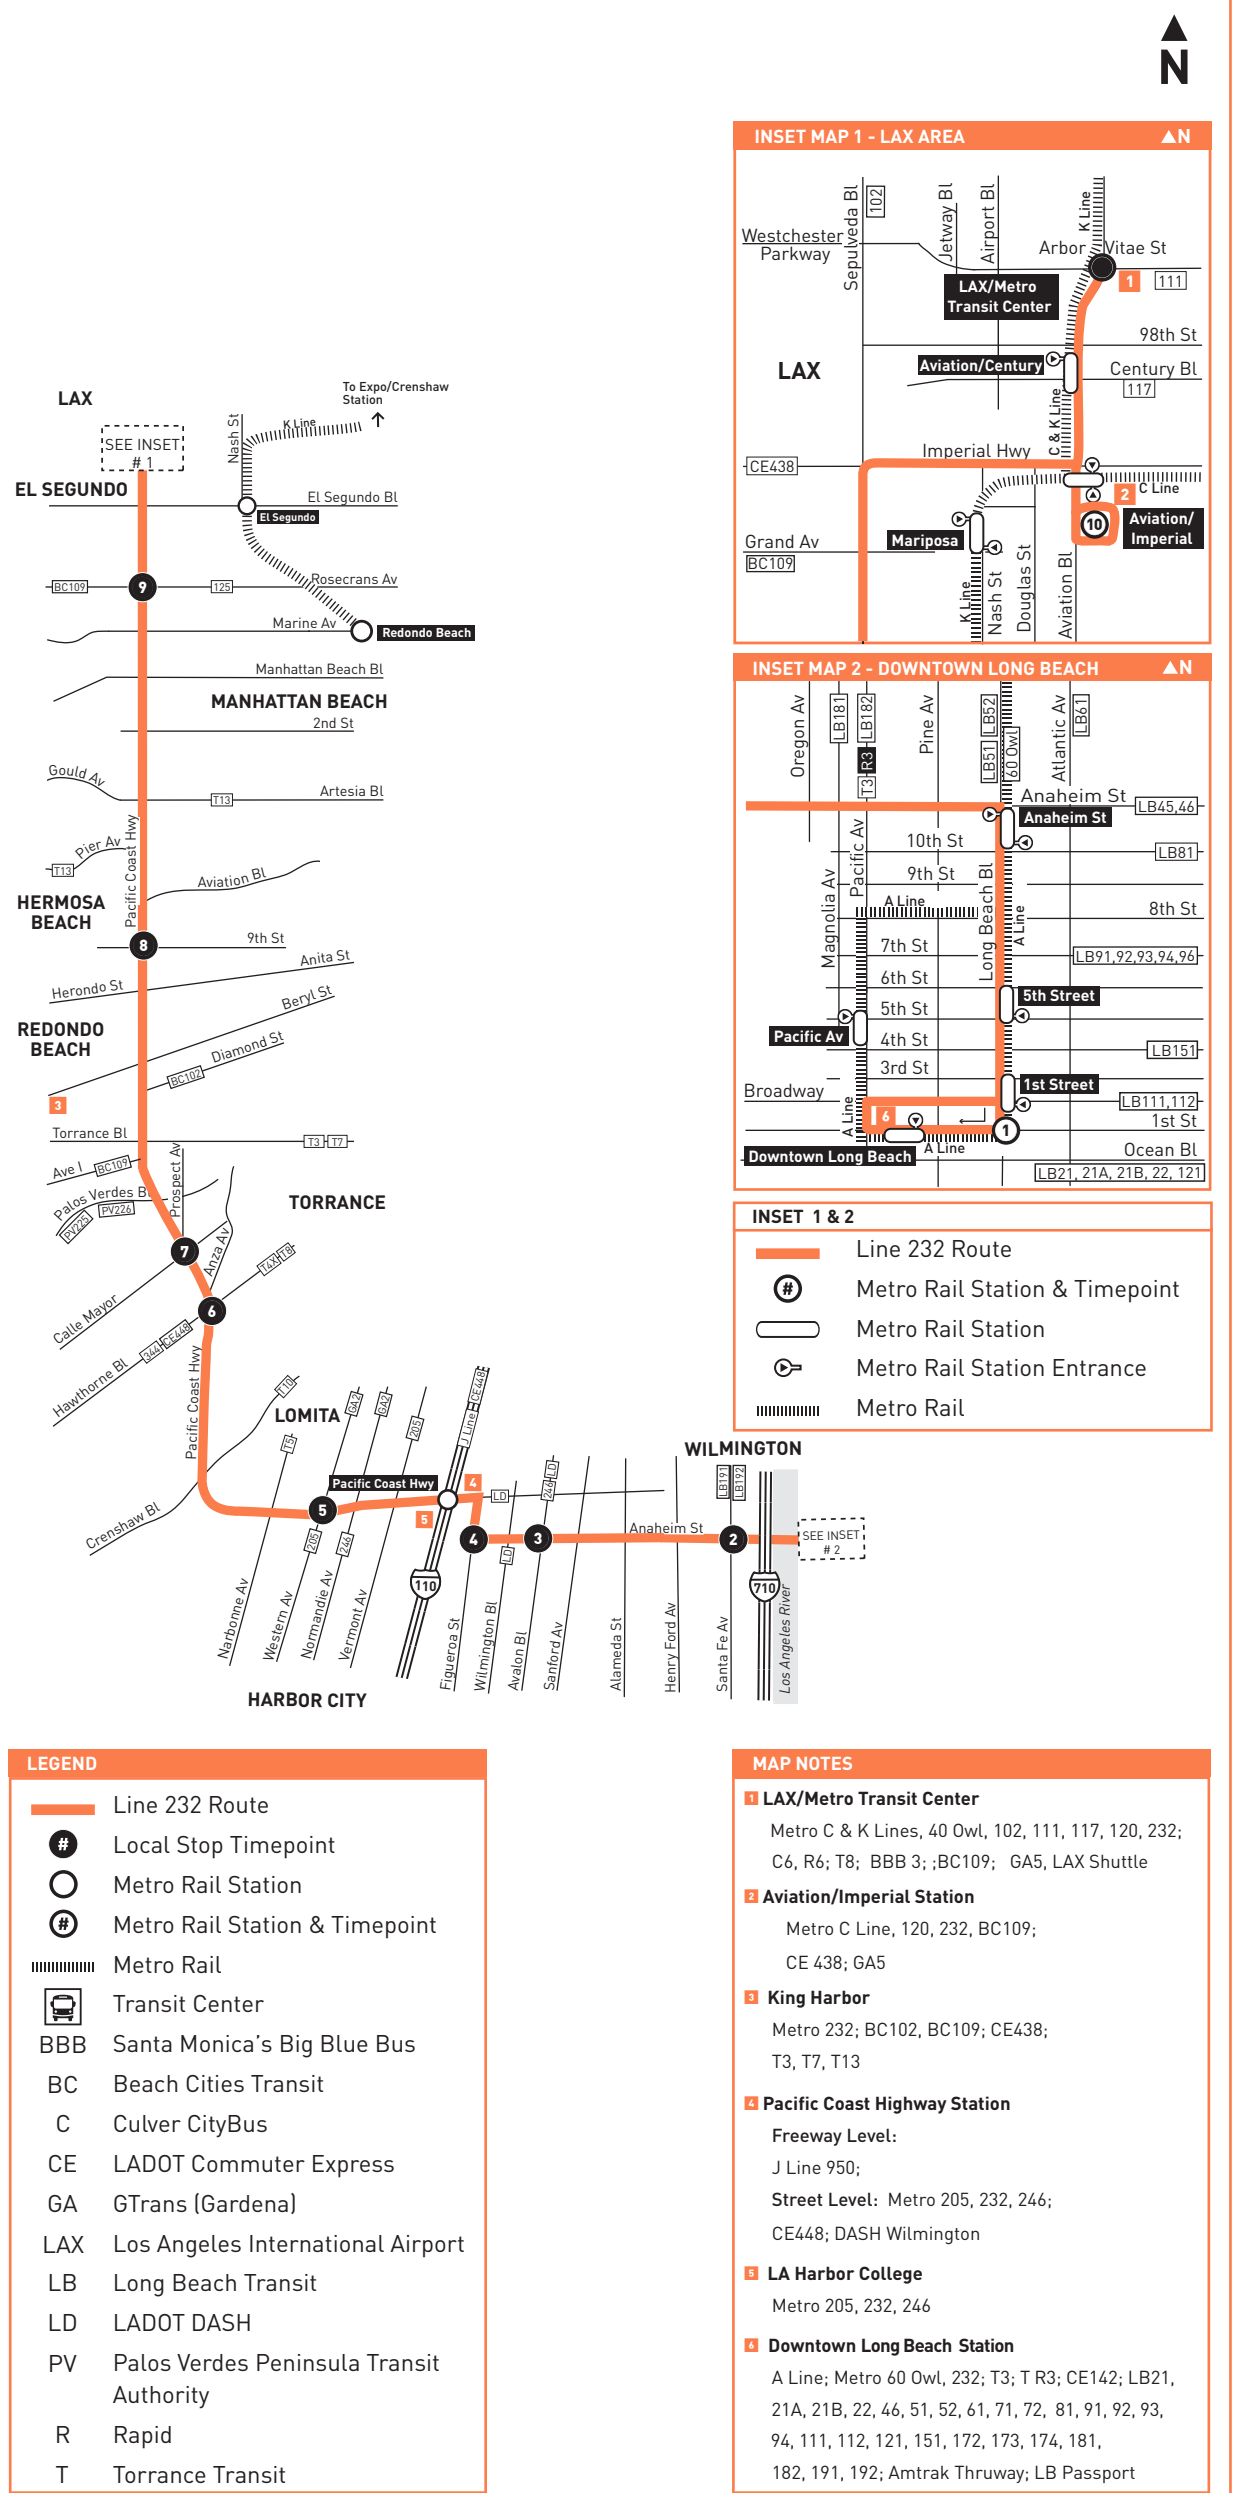 N
INSET MAP 1 - LAX AREA
N
Sepulveda Bl
102
Jetway Bl
Airport Bl
K Line
Westchester
Parkway
Arbor Vitae St
LAX/Metro
Transit Center
1
111
98th St
LAX
Aviation/Century
Century Bl
117
C & K Line
Imperial Hwy
CE438
2
C Line
10
Aviation/
Imperial
Mariposa
Grand Av
BC109
K Line
Nash St
Douglas St
Aviation Bl
INSET MAP 2 - DOWNTOWN LONG BEACH
N
Oregon Av
LB181
T3
R3
LB182
Pine Av
LB51
LB52
60 Owl
Atlantic Av
LB61
Anaheim St
LB45,46
Anaheim St
Magnolia Av
Pacific Av
10th St
LB81
9th St
Long Beach Bl
A Line
A Line
8th St
7th St
LB91,92,93,94,96
6th St
5th Street
5th St
Pacific Av
4th St
LB151
3rd St
1st Street
Broadway
LB111,112
A Line
6
1st St
1
A Line
Downtown Long Beach
Ocean Bl
LB21, 21A, 21B, 22, 121
INSET 1 & 2
Line 232 Route
# Metro Rail Station & Timepoint
Metro Rail Station
Metro Rail Station Entrance
Metro Rail
LAX
To Expo/Crenshaw
Station
SEE INSET
# 1
Nash St
K Line
EL SEGUNDO
El Segundo Bl
El Segundo
9
BC109
125
Rosecrans Av
Marine Av
Redondo Beach
Manhattan Beach Bl
MANHATTAN BEACH
2nd St
Gould Av
Artesia Bl
T13
Pacific Coast Hwy
Pier Av
T13
Aviation Bl
HERMOSA
BEACH
8
9th St
Anita St
Herondo St
Beryl St
REDONDO
BEACH
Diamond St
BC102
3
Torrance Bl
T3
T7
Ave I
BC109
Prospect Av
Palos Verdes Bl
PV225
PV226
TORRANCE
7
Anza Av
T4X
T8
6
Calle Mayor
Hawthorne Bl
344
CE448
Pacific Coast Hwy
T10
LOMITA
T5
GA2
GA2
205
J Line
CE448
WILMINGTON
Pacific Coast Hwy
4
LD
246
LD
LB191
LB192
Crenshaw Bl
5
5
4
3
Anaheim St
2
SEE INSET
# 2
205
246
LD
110
710
Narbonne Av
Western Av
Normandie Av
Vermont Av
Figueroa St
Wilmington Bl
Avalon Bl
Sanford Av
Alameda St
Henry Ford Av
Santa Fe Av
Los Angeles River
HARBOR CITY
LEGEND
Line 232 Route
# Local Stop Timepoint
Metro Rail Station
# Metro Rail Station & Timepoint
Metro Rail
Transit Center
BBB Santa Monica's Big Blue Bus
BC Beach Cities Transit
C Culver CityBus
CE LADOT Commuter Express
GA GTrans (Gardena)
LAX Los Angeles International Airport
LB Long Beach Transit
LD LADOT DASH
PV Palos Verdes Peninsula Transit
Authority
R Rapid
T Torrance Transit
MAP NOTES
1 LAX/Metro Transit Center
Metro C & K Lines, 40 Owl, 102, 111, 117, 120, 232;
C6, R6; T8; BBB 3; ;BC109; GA5, LAX Shuttle
2 Aviation/Imperial Station
Metro C Line, 120, 232, BC109;
CE 438; GA5
3 King Harbor
Metro 232; BC102, BC109; CE438;
T3, T7, T13
4 Pacific Coast Highway Station
Freeway Level:
J Line 950;
Street Level: Metro 205, 232, 246;
CE448; DASH Wilmington
5 LA Harbor College
Metro 205, 232, 246
6 Downtown Long Beach Station
A Line; Metro 60 Owl, 232; T3; T R3; CE142; LB21,
21A, 21B, 22, 46, 51, 52, 61, 71, 72, 81, 91, 92, 93,
94, 111, 112, 121, 151, 172, 173, 174, 181,
182, 191, 192; Amtrak Thruway; LB Passport